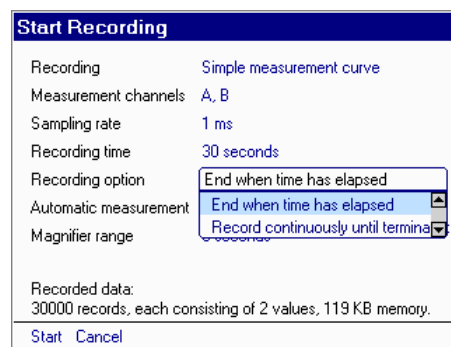 Start Recording
Recording Simple measurement curve
Measurement channels A, B
Sampling rate 1 ms
Recording time 30 seconds
Recording option End when time has elapsed
End when time has elapsed
Automatic measurement
Record continuously until
Magnifier range
Recorded data:
30000 records, each consisting of 2 values, 119 KB memory.
Start Cancel